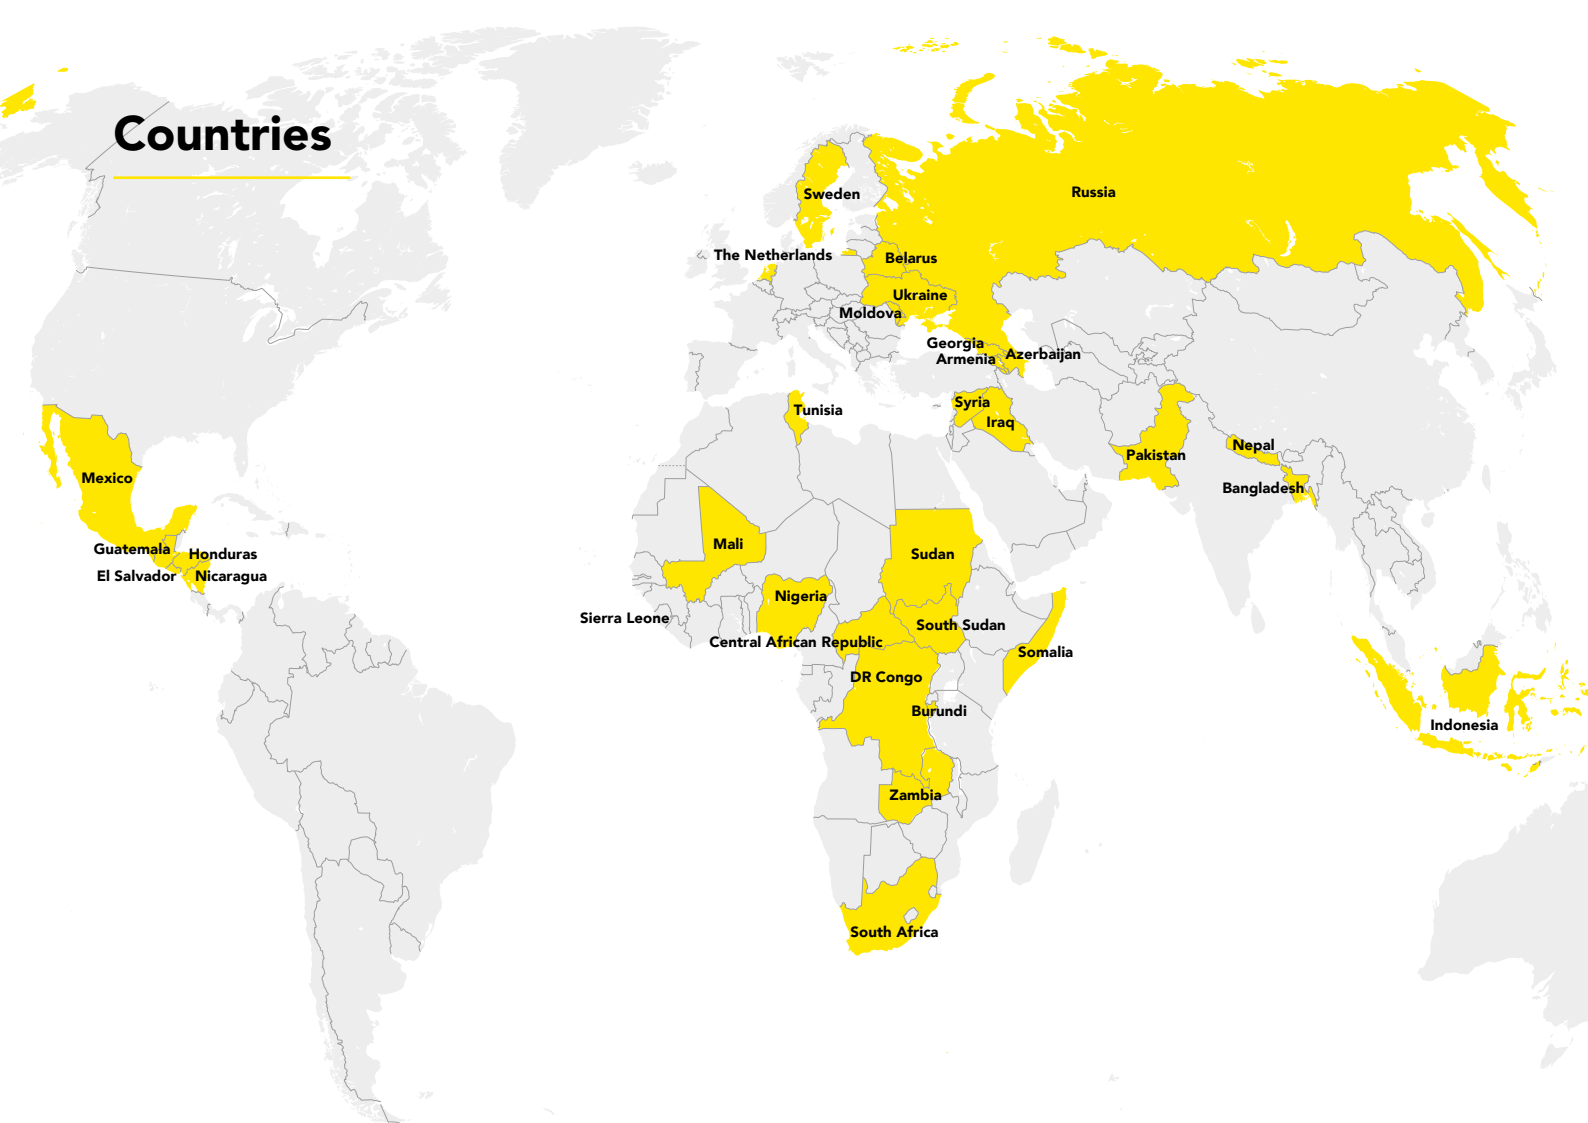 Countries
Russia
Sweden
The Netherlands
Belarus
Ukraine
Moldova
Georgia
Armenia
Azerbaijan
Syria
Iraq
Tunisia
Pakistan
Nepal
Bangladesh
Mexico
Guatemala
Honduras
El Salvador
Nicaragua
Mali
Sudan
Nigeria
Sierra Leone
South Sudan
Central African Republic
Somalia
DR Congo
Burundi
Indonesia
Zambia
South Africa